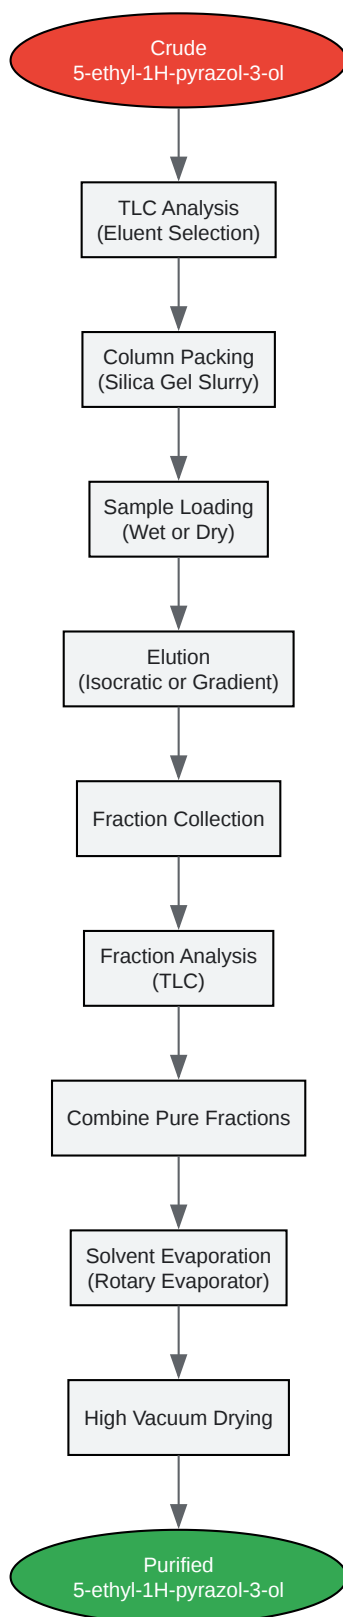 Crude
5-ethyl-1H-pyrazol-3-ol
TLC Analysis
(Eluent Selection)
Column Packing
(Silica Gel Slurry)
Sample Loading
(Wet or Dry)
Elution
(Isocratic or Gradient)
Fraction Collection
Fraction Analysis
(TLC)
Combine Pure Fractions
Solvent Evaporation
(Rotary Evaporator)
High Vacuum Drying
Purified
5-ethyl-1H-pyrazol-3-ol